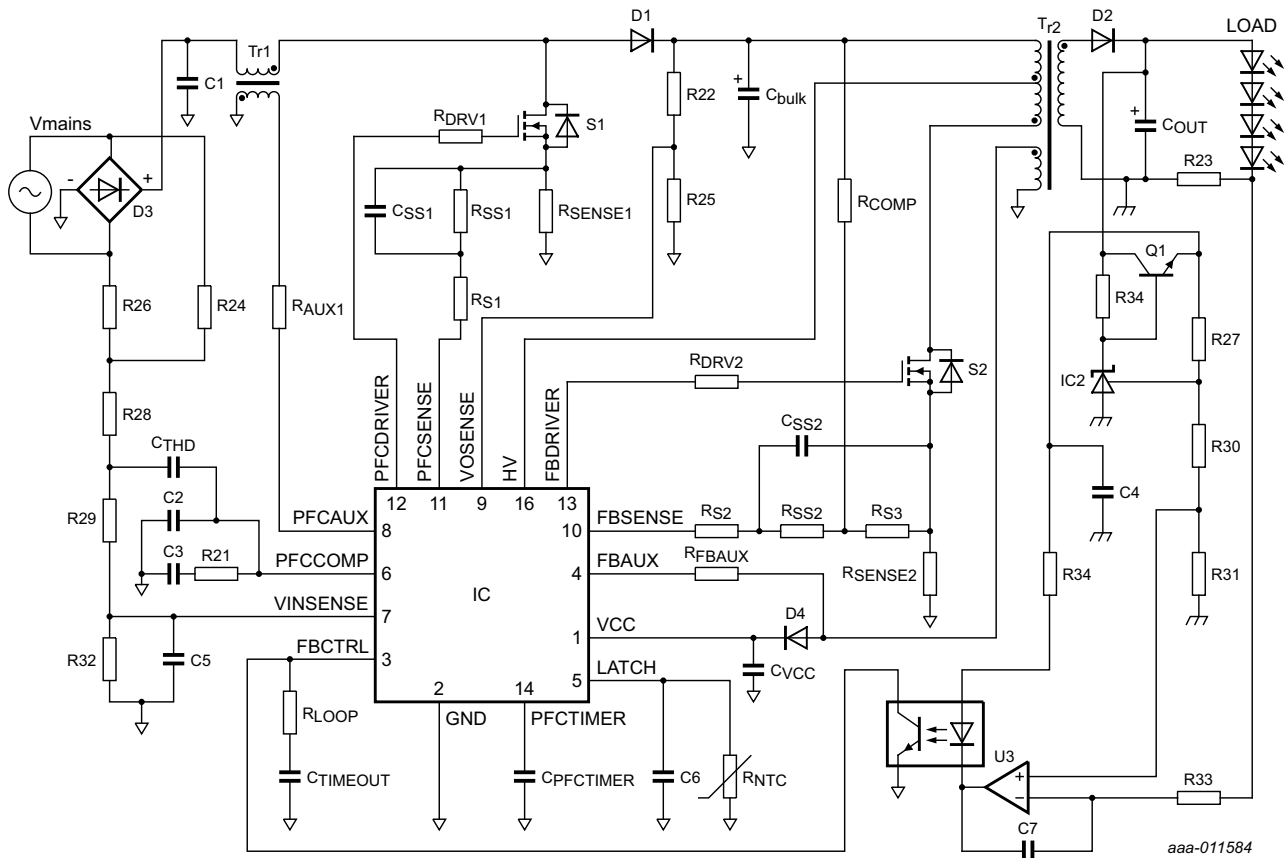 D1
Tr2
D2
LOAD
Tr1
C1
R22
Cbulk
RDRV1
S1
COUT
Vmains
R23
-
+
D3
CSS1
RSS1
RSENSE1
R25
RCOMP
Q1
R26
R24
RAUX1
RS1
R34
R27
RDRV2
S2
IC2
R28
PFCDRIVER
PFCSENSE
VOSENSE
HV
FBDRIVER
CSS2
R30
CTHD
12
11
9
16
13
C4
C2
R29
PFCAUX
8
10
FBSENSE
RS2
RSS2
RS3
C3
R21
PFCCOMP
6
4
FBAUX
RFBAUX
RSENSE2
R34
R31
IC
VINSENSE
7
1
VCC
D4
R32
C5
FBCTRL
3
5
LATCH
CVCC
2
14
GND
PFCTIMER
RLOOP
U3
CTIMEOUT
CPFCTIMER
C6
RNTC
+
-
R33
C7
aaa-011584